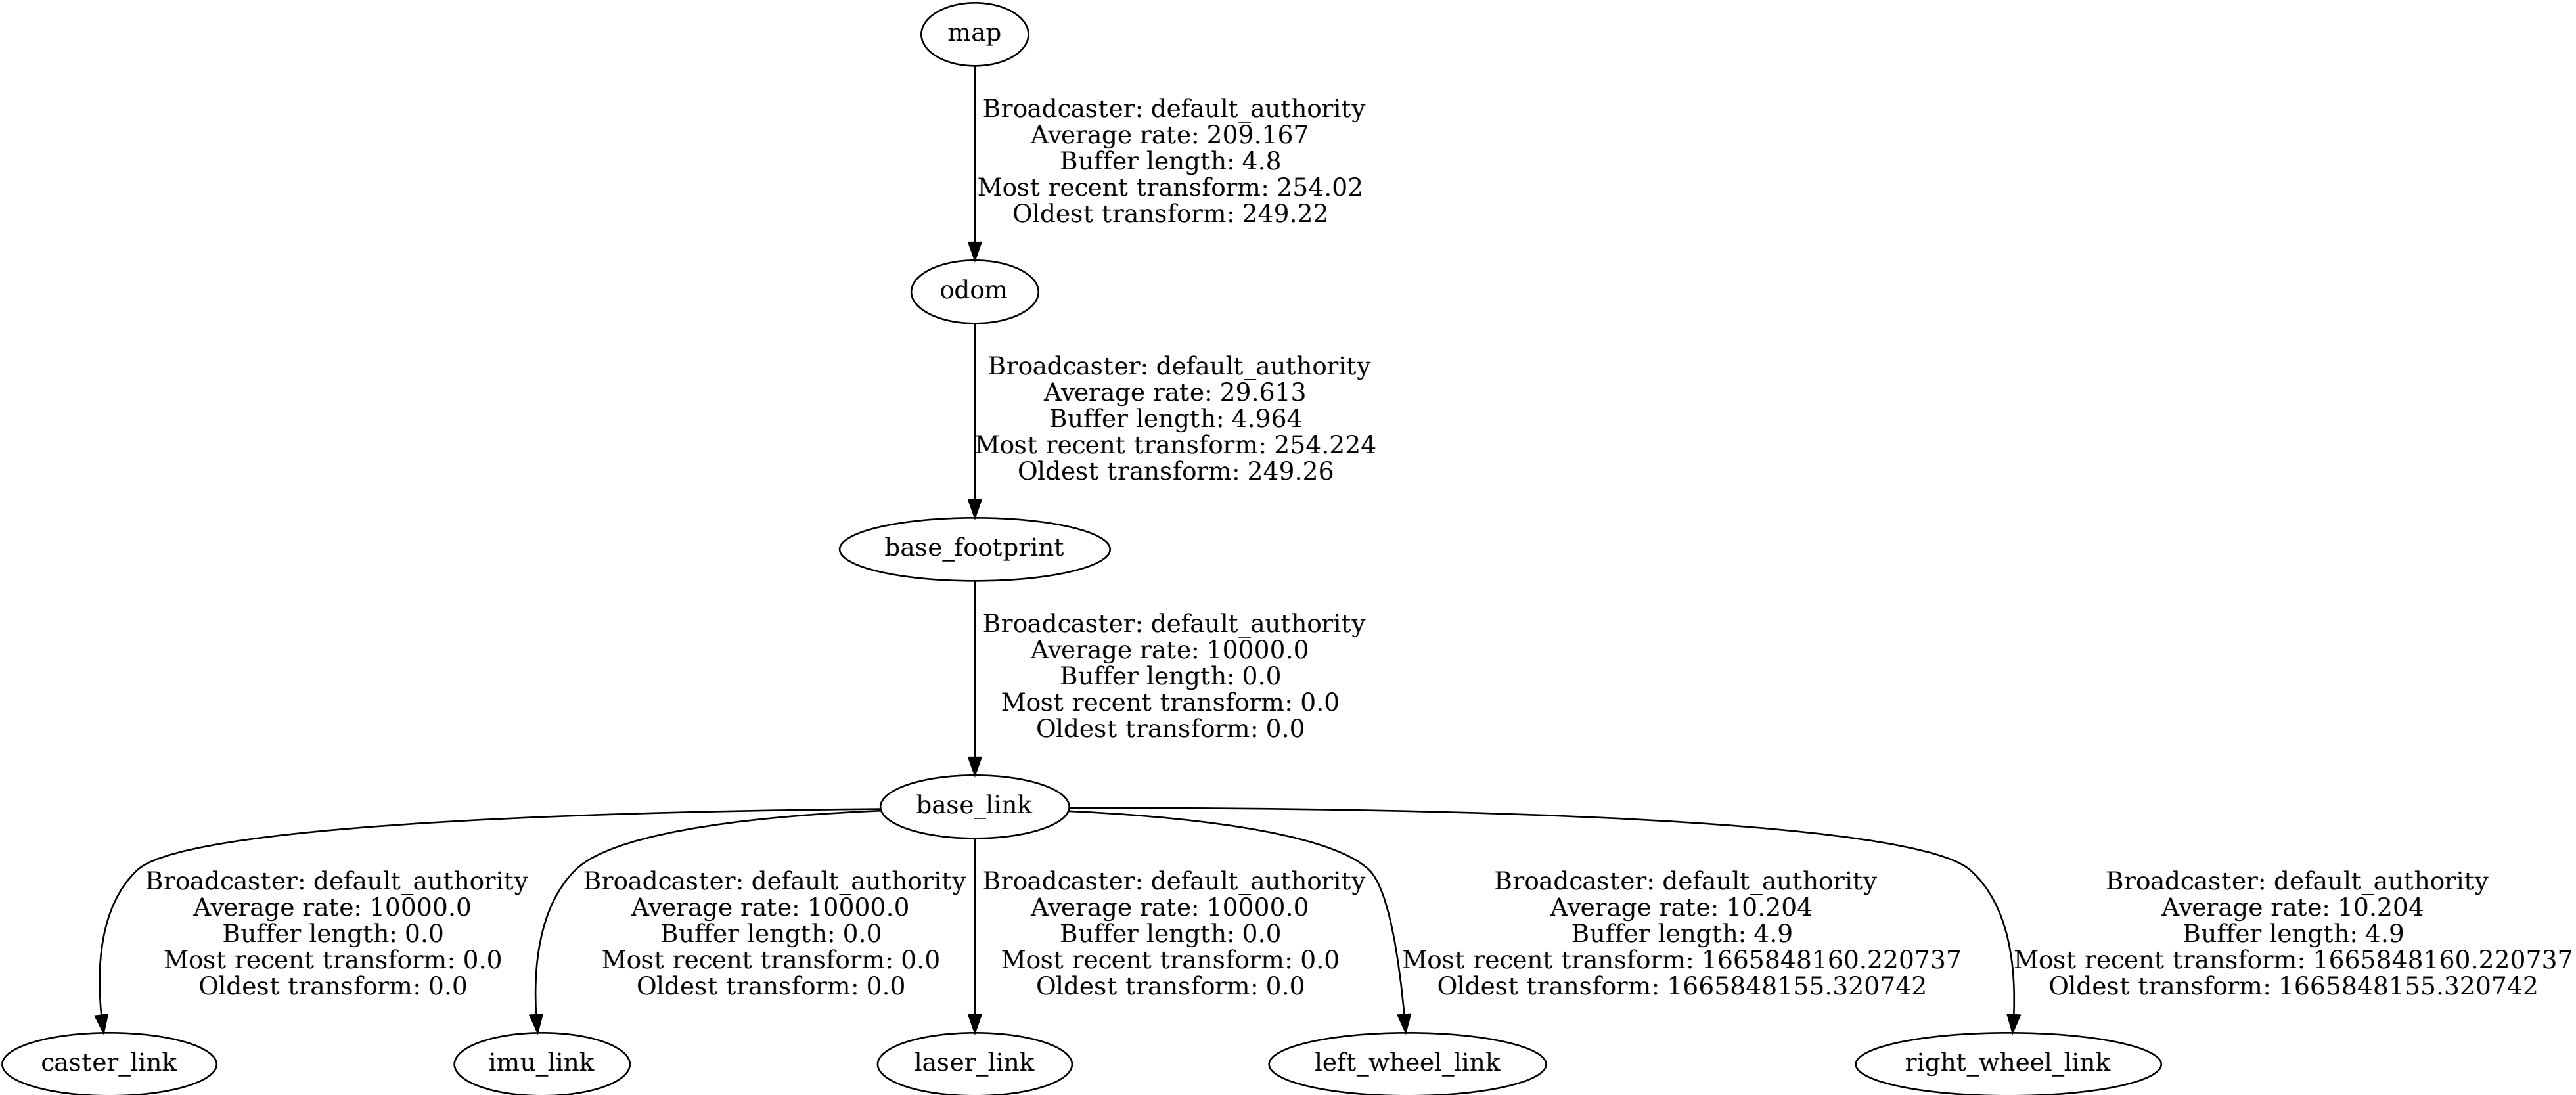 map
Broadcaster: default_authority
Average rate: 209.167
Buffer length: 4.8
Most recent transform: 254.02
Oldest transform: 249.22
odom
Broadcaster: default_authority
Average rate: 29.613
Buffer length: 4.964
Most recent transform: 254.224
Oldest transform: 249.26
base_footprint
Broadcaster: default_authority
Average rate: 10000.0
Buffer length: 0.0
Most recent transform: 0.0
Oldest transform: 0.0
base_link
Broadcaster: default_authority
Average rate: 10000.0
Buffer length: 0.0
Most recent transform: 0.0
Oldest transform: 0.0
Broadcaster: default_authority
Average rate: 10000.0
Buffer length: 0.0
Most recent transform: 0.0
Oldest transform: 0.0
Broadcaster: default_authority
Average rate: 10000.0
Buffer length: 0.0
Most recent transform: 0.0
Oldest transform: 0.0
Broadcaster: default_authority
Average rate: 10.204
Buffer length: 4.9
Most recent transform: 1665848160.220737
Oldest transform: 1665848155.320742
Broadcaster: default_authority
Average rate: 10.204
Buffer length: 4.9
Most recent transform: 1665848160.220737
Oldest transform: 1665848155.320742
caster_link
imu_link
laser_link
left_wheel_link
right_wheel_link